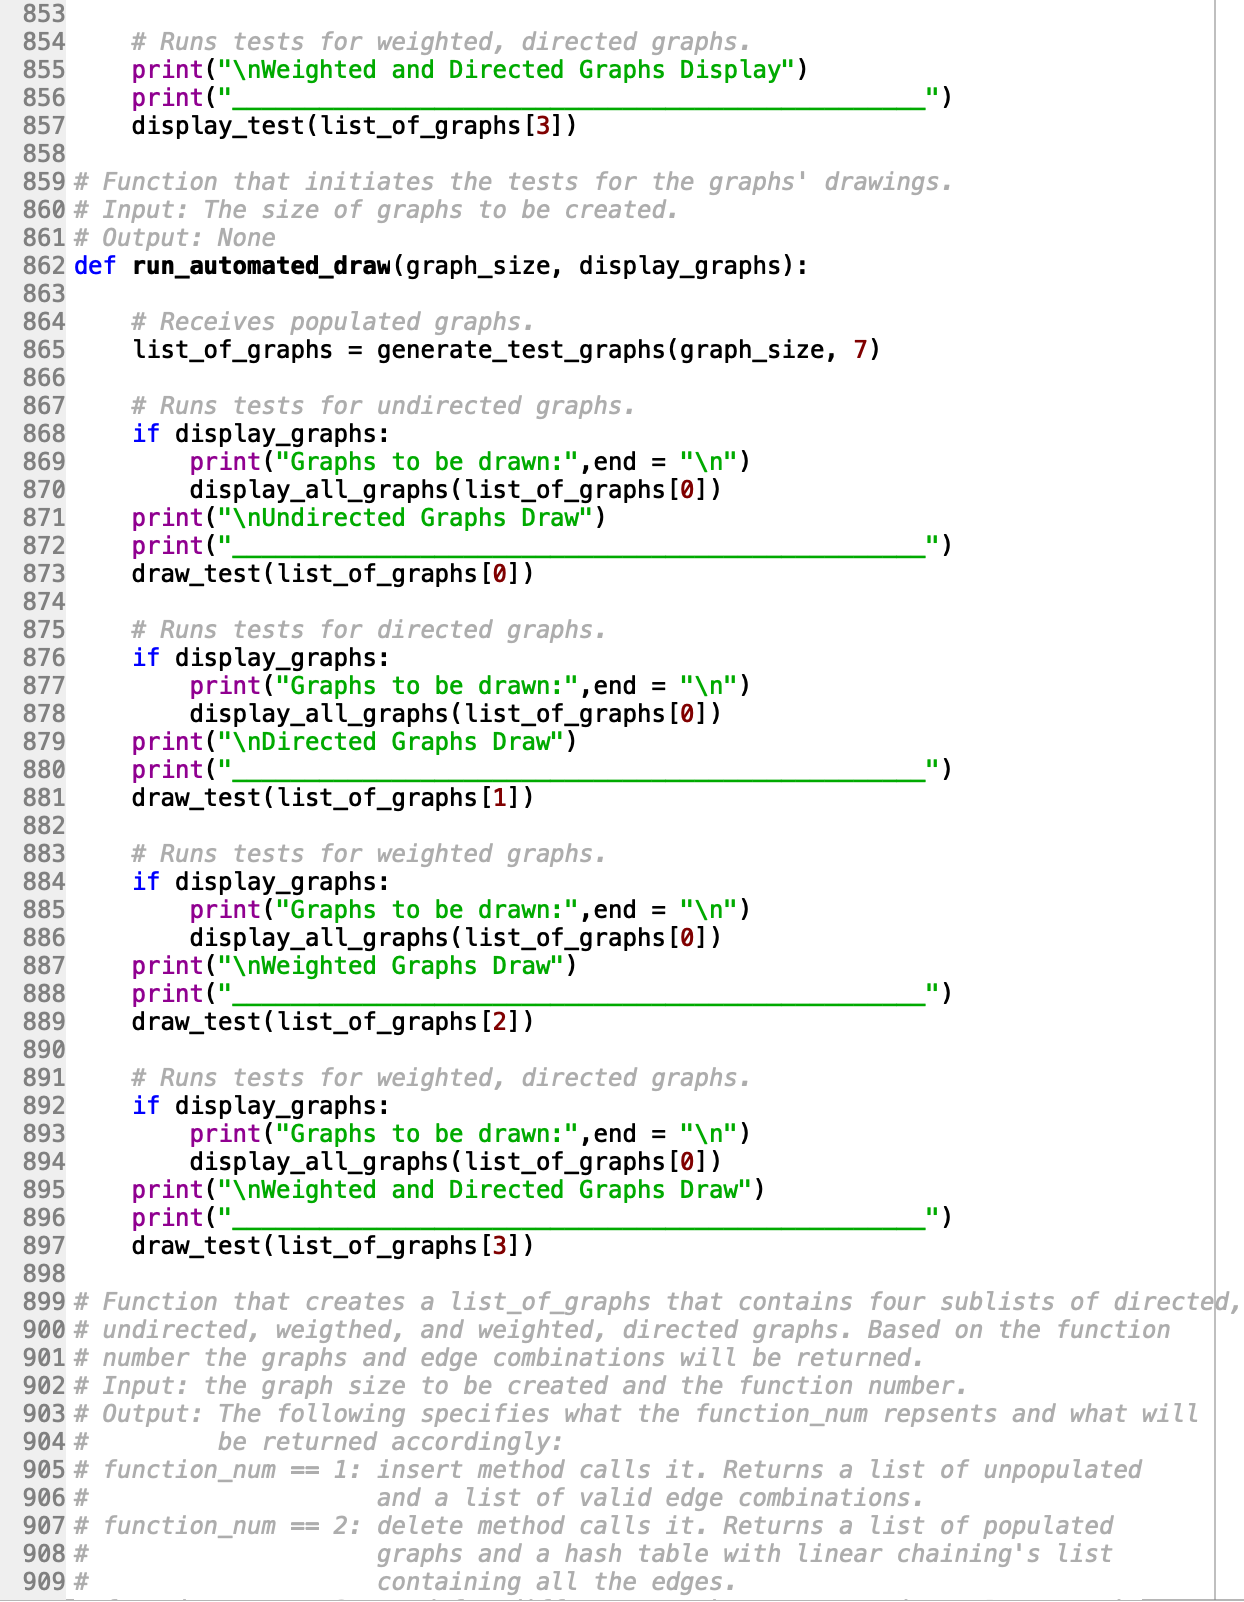 853
854     # Runs tests for weighted, directed graphs.
855     print("\nWeighted and Directed Graphs Display")
856     print("________________________________________________")
857     display_test(list_of_graphs[3])
858
859 # Function that initiates the tests for the graphs' drawings.
860 # Input: The size of graphs to be created.
861 # Output: None
862 def run_automated_draw(graph_size, display_graphs):
863
864     # Receives populated graphs.
865     list_of_graphs = generate_test_graphs(graph_size, 7)
866
867     # Runs tests for undirected graphs.
868     if display_graphs:
869         print("Graphs to be drawn:",end = "\n")
870         display_all_graphs(list_of_graphs[0])
871     print("\nUndirected Graphs Draw")
872     print("________________________________________________")
873     draw_test(list_of_graphs[0])
874
875     # Runs tests for directed graphs.
876     if display_graphs:
877         print("Graphs to be drawn:",end = "\n")
878         display_all_graphs(list_of_graphs[0])
879     print("\nDirected Graphs Draw")
880     print("________________________________________________")
881     draw_test(list_of_graphs[1])
882
883     # Runs tests for weighted graphs.
884     if display_graphs:
885         print("Graphs to be drawn:",end = "\n")
886         display_all_graphs(list_of_graphs[0])
887     print("\nWeighted Graphs Draw")
888     print("________________________________________________")
889     draw_test(list_of_graphs[2])
890
891     # Runs tests for weighted, directed graphs.
892     if display_graphs:
893         print("Graphs to be drawn:",end = "\n")
894         display_all_graphs(list_of_graphs[0])
895     print("\nWeighted and Directed Graphs Draw")
896     print("________________________________________________")
897     draw_test(list_of_graphs[3])
898
899 # Function that creates a list_of_graphs that contains four sublists of directed,
900 # undirected, weigthed, and weighted, directed graphs. Based on the function
901 # number the graphs and edge combinations will be returned.
902 # Input: the graph size to be created and the function number.
903 # Output: The following specifies what the function_num repsents and what will
904 #         be returned accordingly:
905 # function_num == 1: insert method calls it. Returns a list of unpopulated
906 #                    and a list of valid edge combinations.
907 # function_num == 2: delete method calls it. Returns a list of populated
908 #                    graphs and a hash table with linear chaining's list
909 #                    containing all the edges.